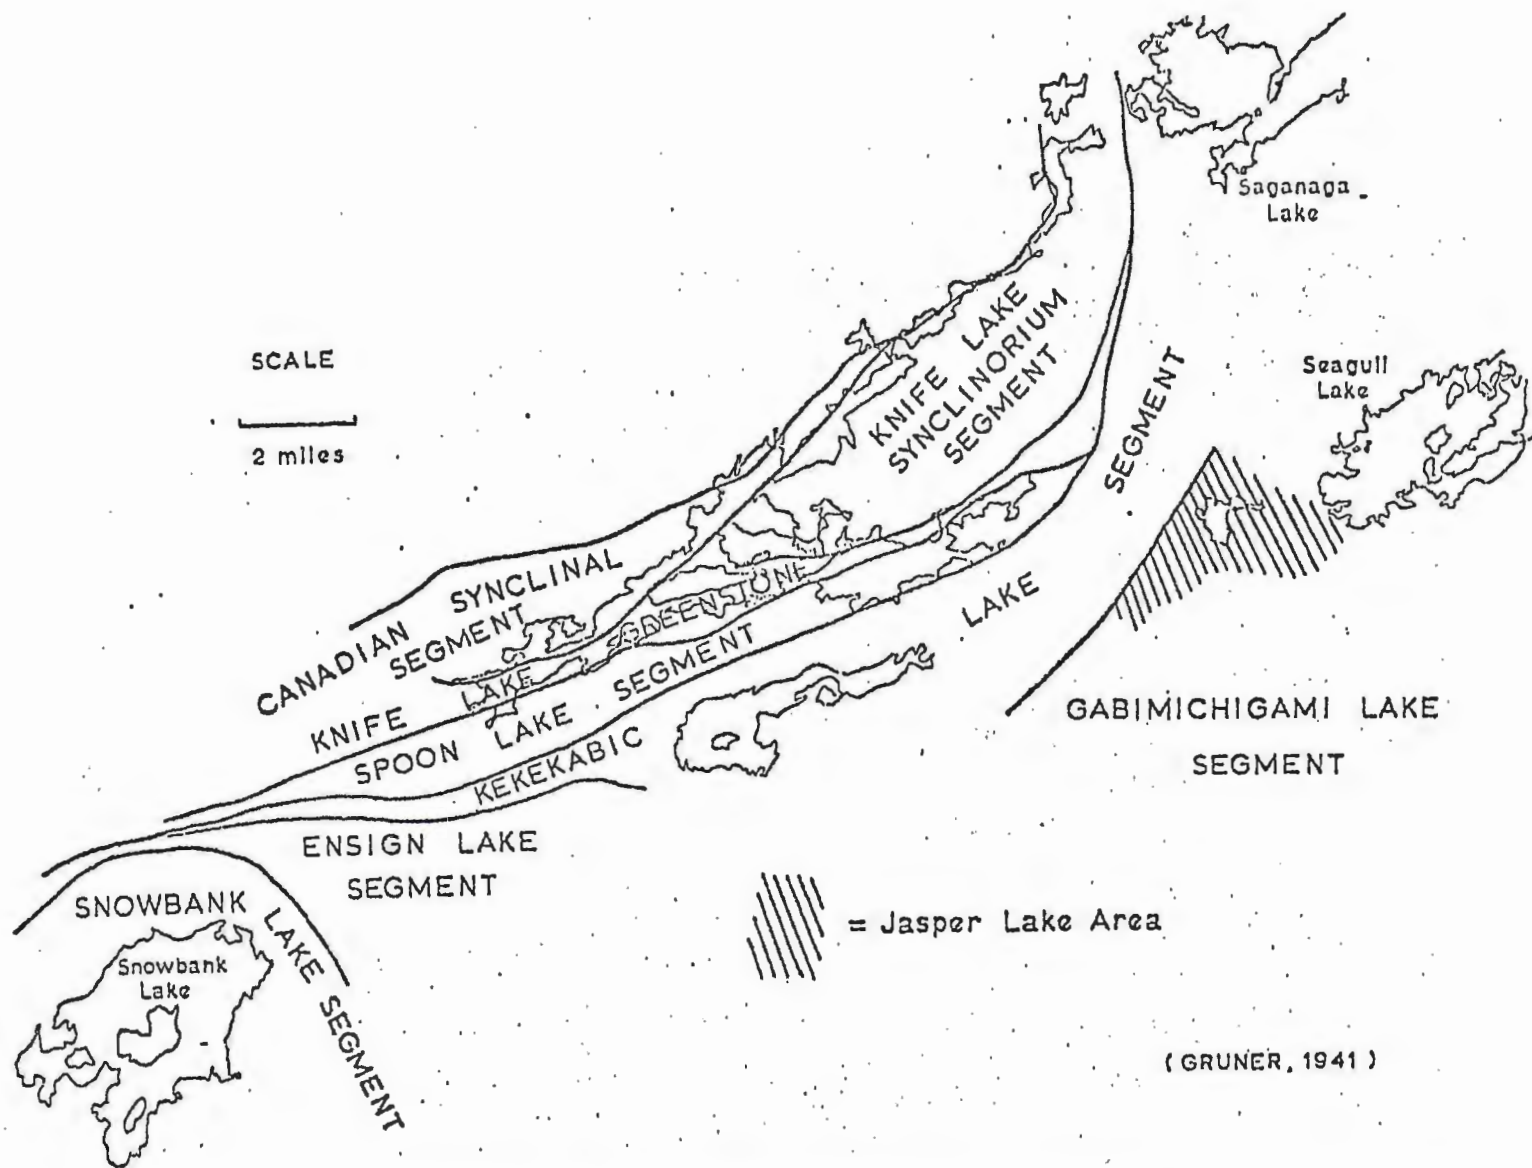 Saganaga
Lake
SCALE
2 miles
KNIFE LAKE
SYNCLINORIUM
SEGMENT
Seagull
Lake
CANADIAN SYNCLINAL
SEGMENT
KNIFE LAKE GREENSTONE
SPOON LAKE SEGMENT
KEKEKABIC LAKE SEGMENT
GABIMICHIGAMI LAKE
SEGMENT
ENSIGN LAKE
SEGMENT
SNOWBANK LAKE SEGMENT
Snowbank
Lake
= Jasper Lake Area
(GRUNER, 1941)